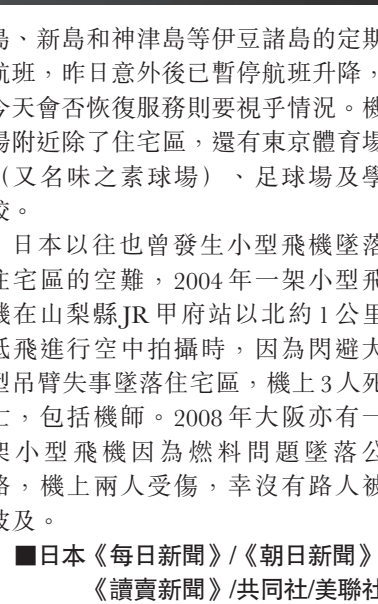 島、新島和神津島等伊豆諸島的定期
航班，昨日意外後已暫停航班升降，
今天會否恢復服務則要視乎情況。機
場附近除了住宅區，還有東京體育場
（又名味之素球場）、足球場及學
校。
日本以往也曾發生小型飛機墜落
住宅區的空難，2004年一架小型飛
機在山梨縣JR甲府站以北約1公里
低飛進行空中拍攝時，因為閃避大
型吊臂失事墜落住宅區，機上3人死
亡，包括機師。2008年大阪亦有一
架小型飛機因為燃料問題墜落公
路，機上兩人受傷，幸沒有路人被
波及。
■日本《每日新聞》/《朝日新聞》
《讀賣新聞》/共同社/美聯社